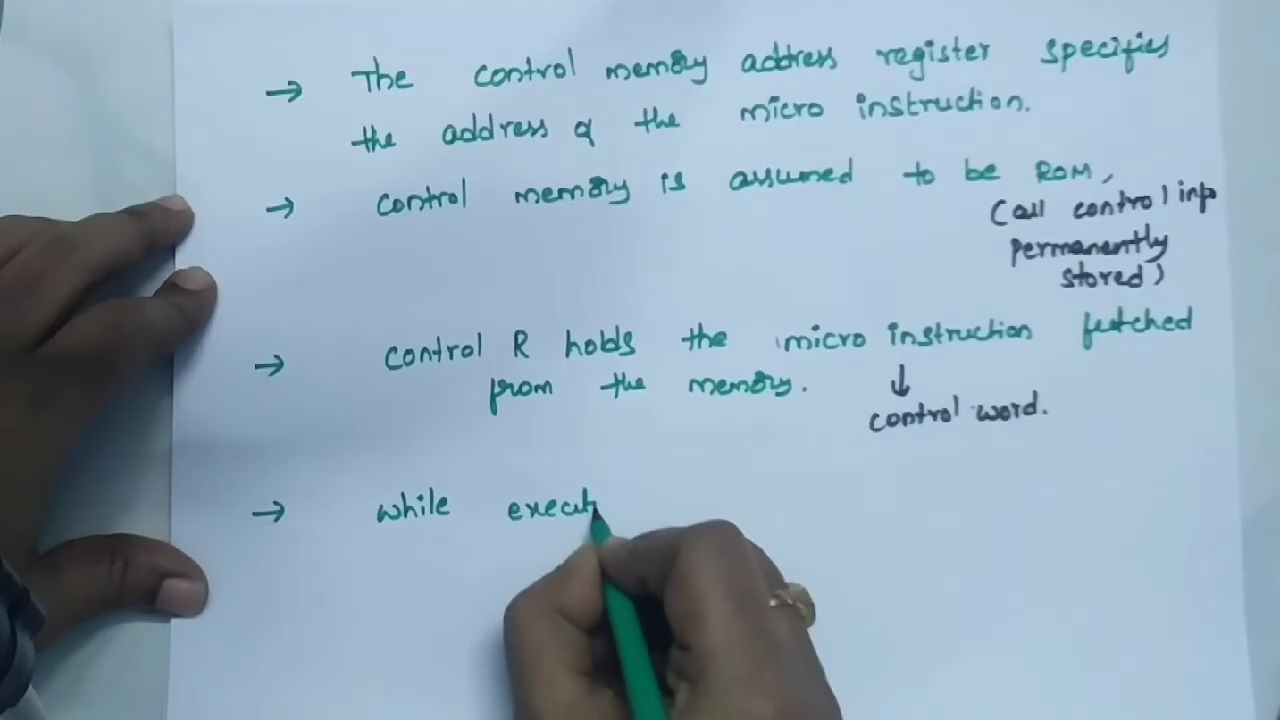 → The control memory address register specifies
the address of the micro instruction.
→ control memory is assumed to be ROM,
(all control info
permanently
stored)
→ control R holds the micro instruction fetched
from the memory.
↓
control word.
→ while execut